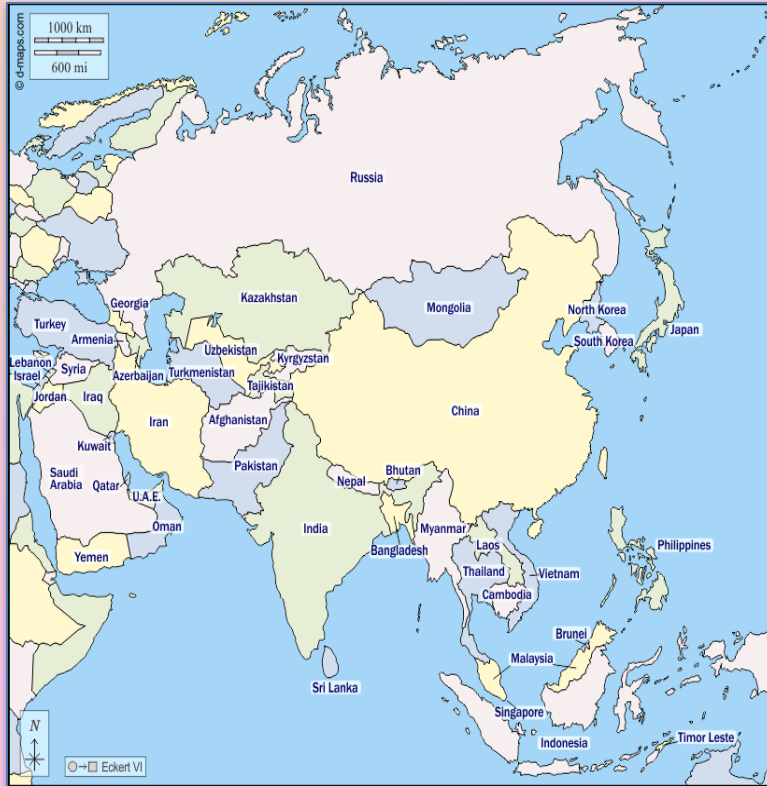 © d-maps.com
1000 km
600 mi
Russia
Georgia
Kazakhstan
Mongolia
Turkey
Armenia
North Korea
South Korea
Japan
Lebanon
Israel
Syria
Azerbaijan
Uzbekistan
Turkmenistan
Kyrgyzstan
Tajikistan
Jordan
Iraq
Iran
Afghanistan
China
Kuwait
Pakistan
Saudi
Arabia
Qatar
U.A.E.
Nepal
Bhutan
Oman
India
Myanmar
Bangladesh
Laos
Philippines
Yemen
Thailand
Vietnam
Cambodia
Brunei
Malaysia
Sri Lanka
Singapore
Indonesia
Timor Leste
N
Eckert VI